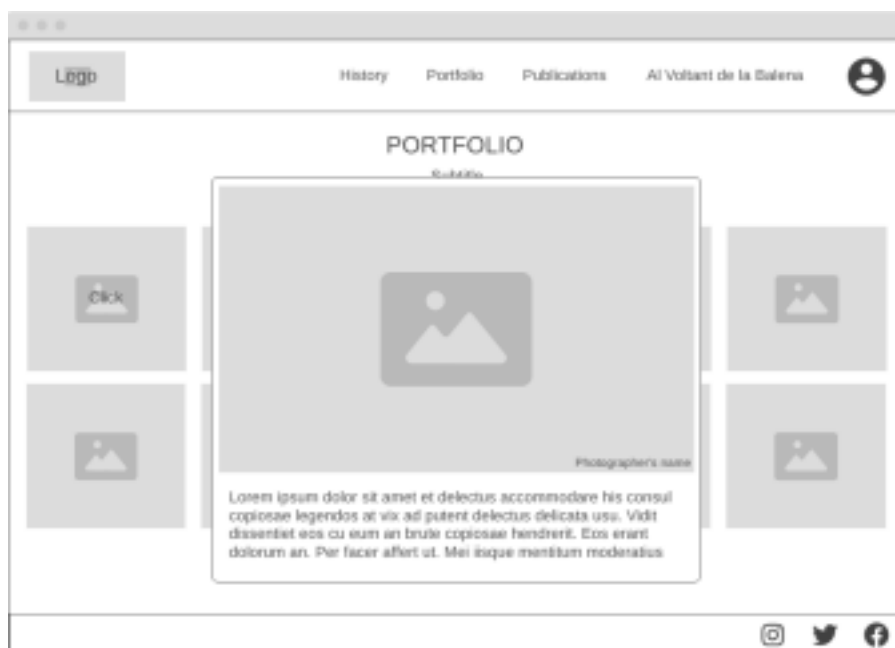 Logo
History Portfolio Publications Al Voltant de la Balena
PORTFOLIO
Subtitle
Click
Photographer's name
Lorem ipsum dolor sit amet et delectus accommodare his consul
copiosae legendos at vix ad putent delectus delicata usu. Vidit
dissentiet eos cu eum an brute copiosae hendrerit. Eos erant
dolorum an. Per facer affert ut. Mei iisque mentitum moderatius